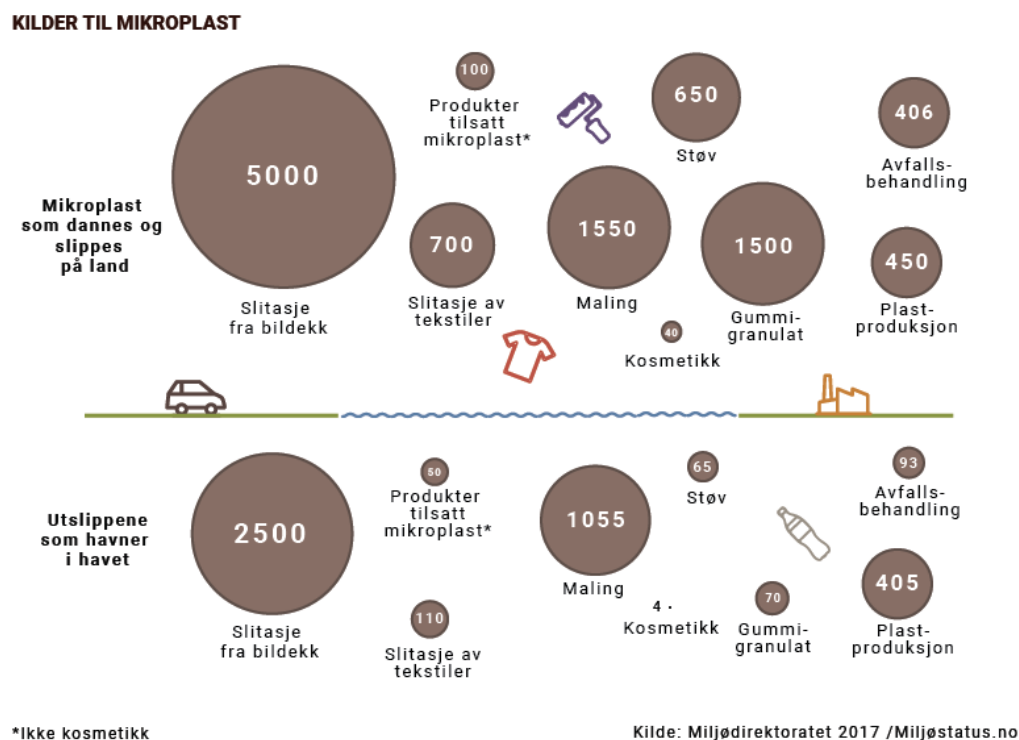 KILDER TIL MIKROPLAST
Mikroplast
som dannes og
slippes
på land
5000
Slitasje
fra bildekk
100
Produkter
tilsatt
mikroplast*
700
Slitasje av
tekstiler
1550
Maling
650
Støv
40
Kosmetikk
1500
Gummi-
granulat
406
Avfalls-
behandling
450
Plast-
produksjon
Utslippene
som havner
i havet
2500
Slitasje
fra bildekk
50
Produkter
tilsatt
mikroplast*
110
Slitasje av
tekstiler
1055
Maling
65
Støv
4
Kosmetikk
70
Gummi-
granulat
93
Avfalls-
behandling
405
Plast-
produksjon
*Ikke kosmetikk
Kilde: Miljødirektoratet 2017 /Miljøstatus.no